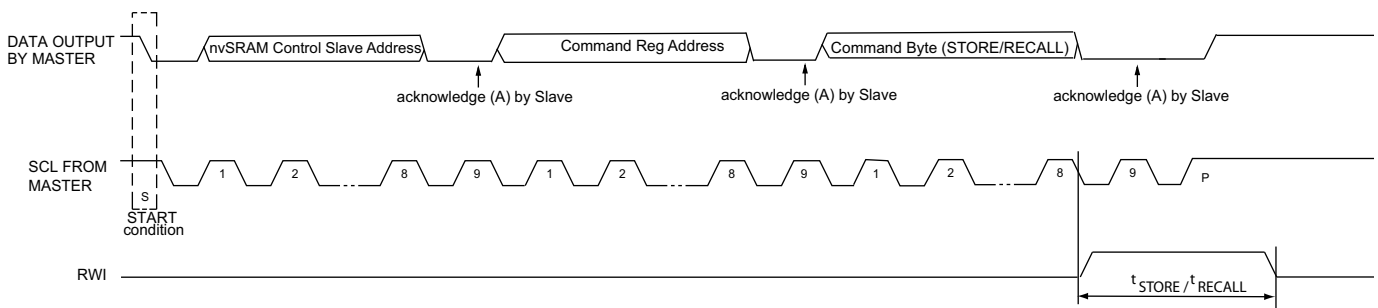 DATA OUTPUT
BY MASTER
nvSRAM Control Slave Address
Command Reg Address
Command Byte (STORE/RECALL)
acknowledge (A) by Slave
acknowledge (A) by Slave
acknowledge (A) by Slave
SCL FROM
MASTER
1 2 8 9 1 2 8 9 1 2 8 9 P
S
START
condition
RWI
t STORE / t RECALL